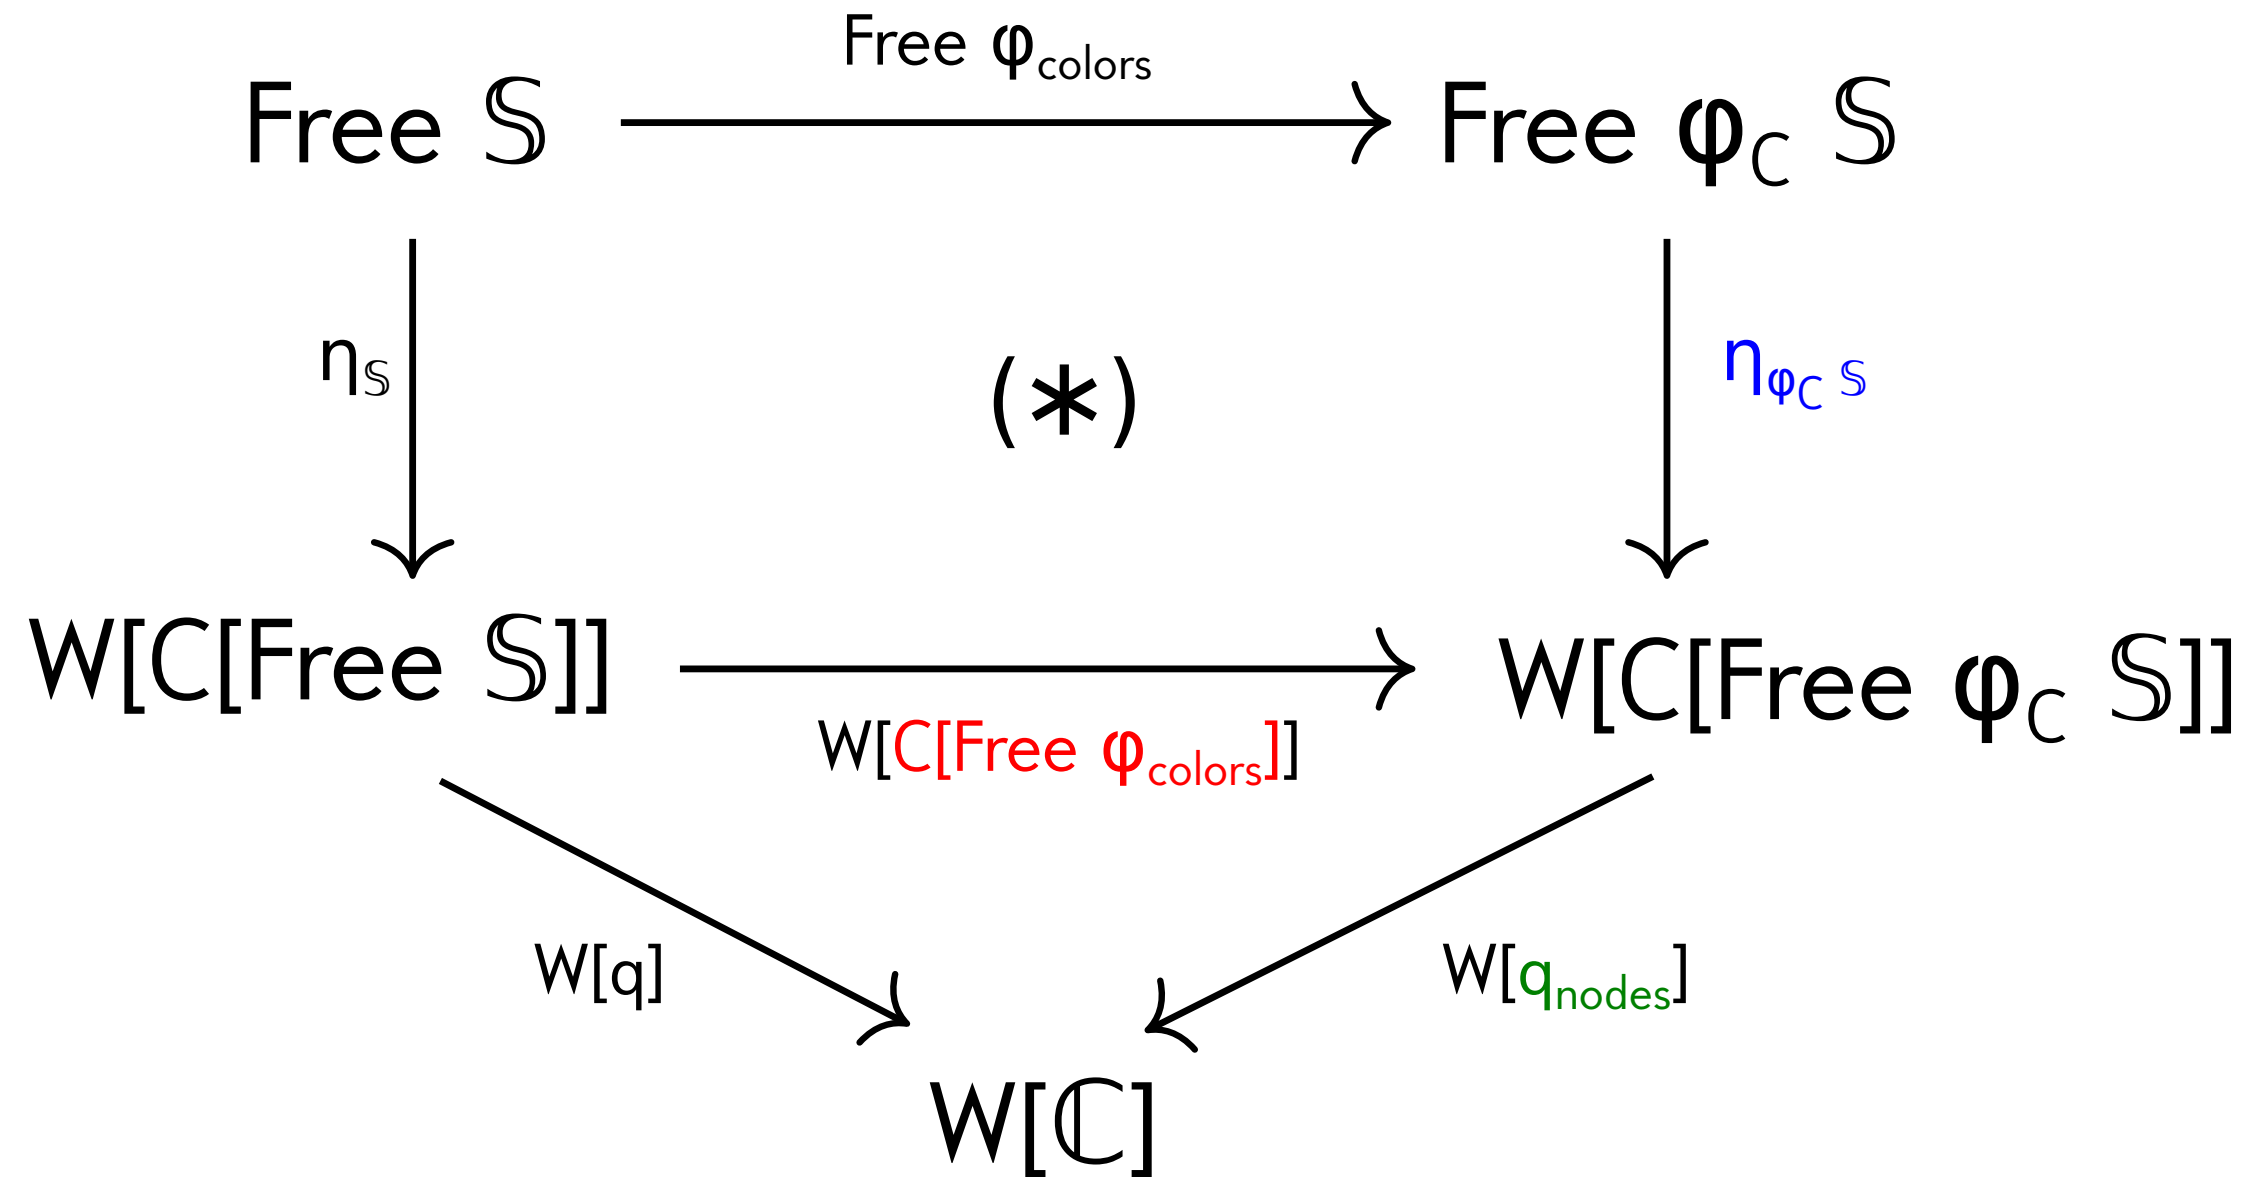 Free φcolors
Free 𝕊 Free φC 𝕊
η𝕊 (∗) ηφC 𝕊
W[C[Free 𝕊]] W[C[Free φC 𝕊]]
W[C[Free φcolors]]
W[q] W[qnodes]
W[ℂ]